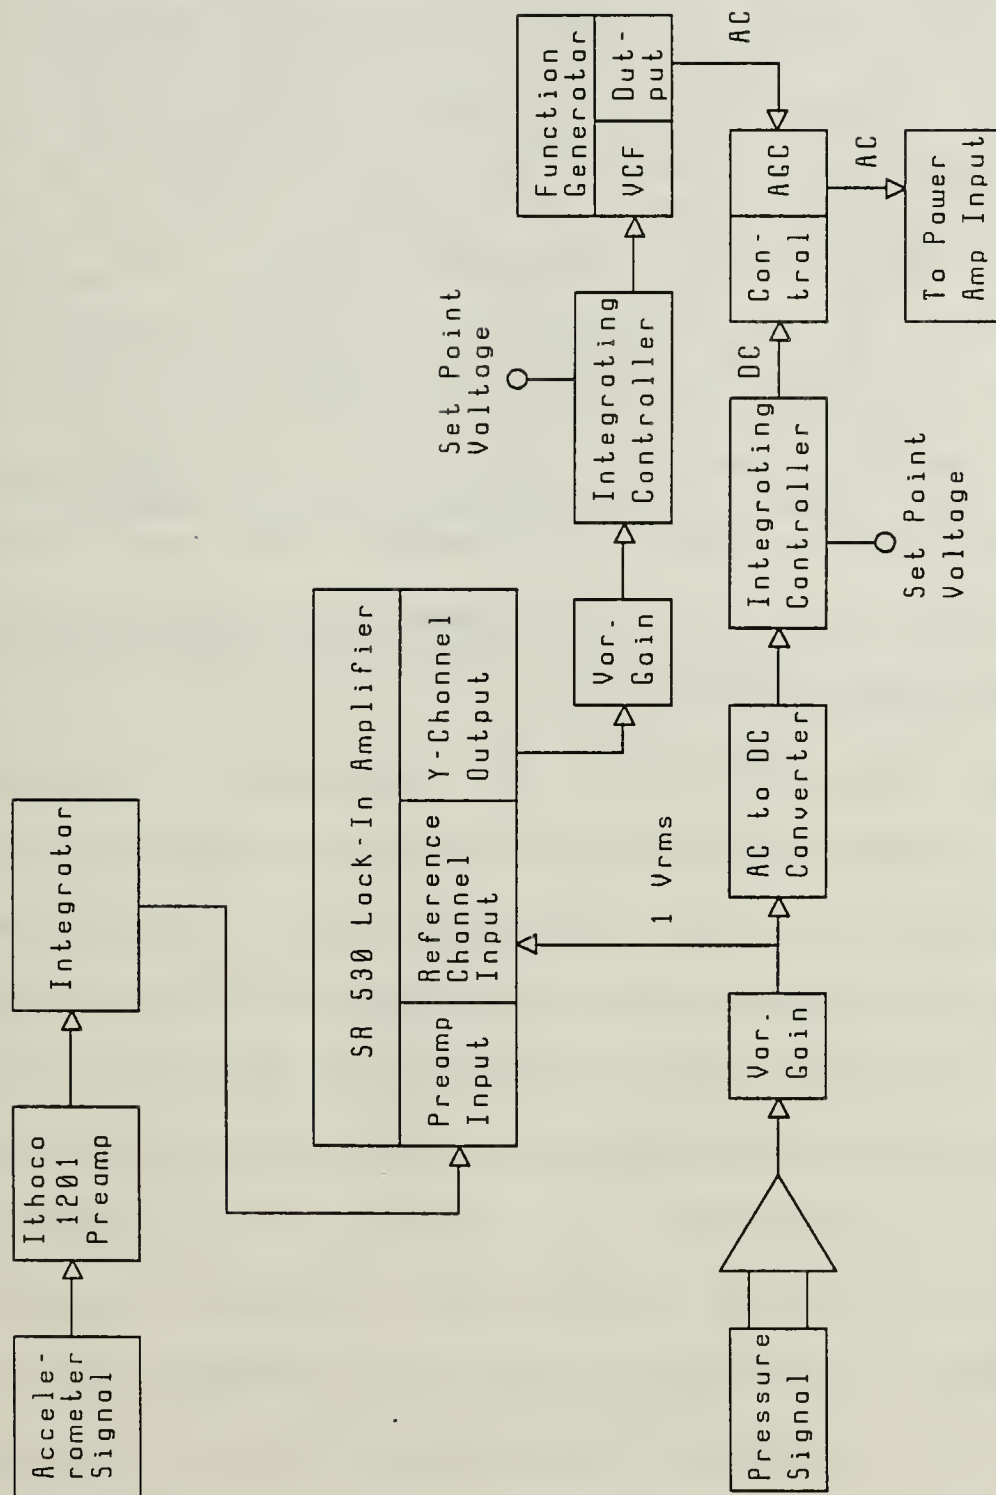 Accele-
rometer
Signal
Ithaco
1201
Preamp
Integrator
SR 530 Lock-In Amplifier
Preamp
Input
Reference
Channel
Input
Y-Channel
Output
Set Point
Voltage
Function
Generator
VCF
Out-
put
Var.
Gain
Integrating
Controller
1 Vrms
AC
Pressure
Signal
Var.
Gain
AC to DC
Converter
Integrating
Controller
DC
Con-
trol
AGC
AC
Set Point
Voltage
To Power
Amp Input